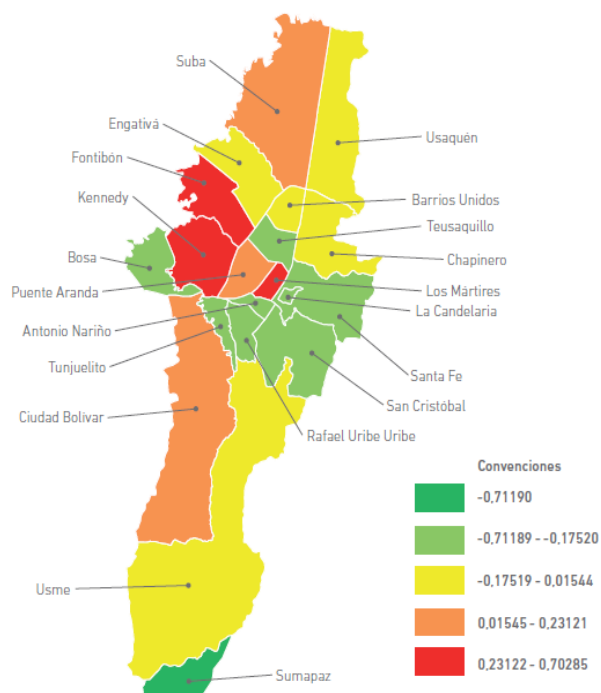 Suba
Engativá
Usaquén
Fontibón
Kennedy
Barrios Unidos
Teusaquillo
Bosa
Chapinero
Puente Aranda
Los Mártires
La Candelaria
Antonio Nariño
Tunjuelito
Santa Fe
San Cristóbal
Ciudad Bolivar
Rafael Uribe Uribe
Convenciones
-0,71190
-0,71189 - -0,17520
-0,17519 - 0,01544
0,01545 - 0,23121
0,23122 - 0,70285
Usme
Sumapaz